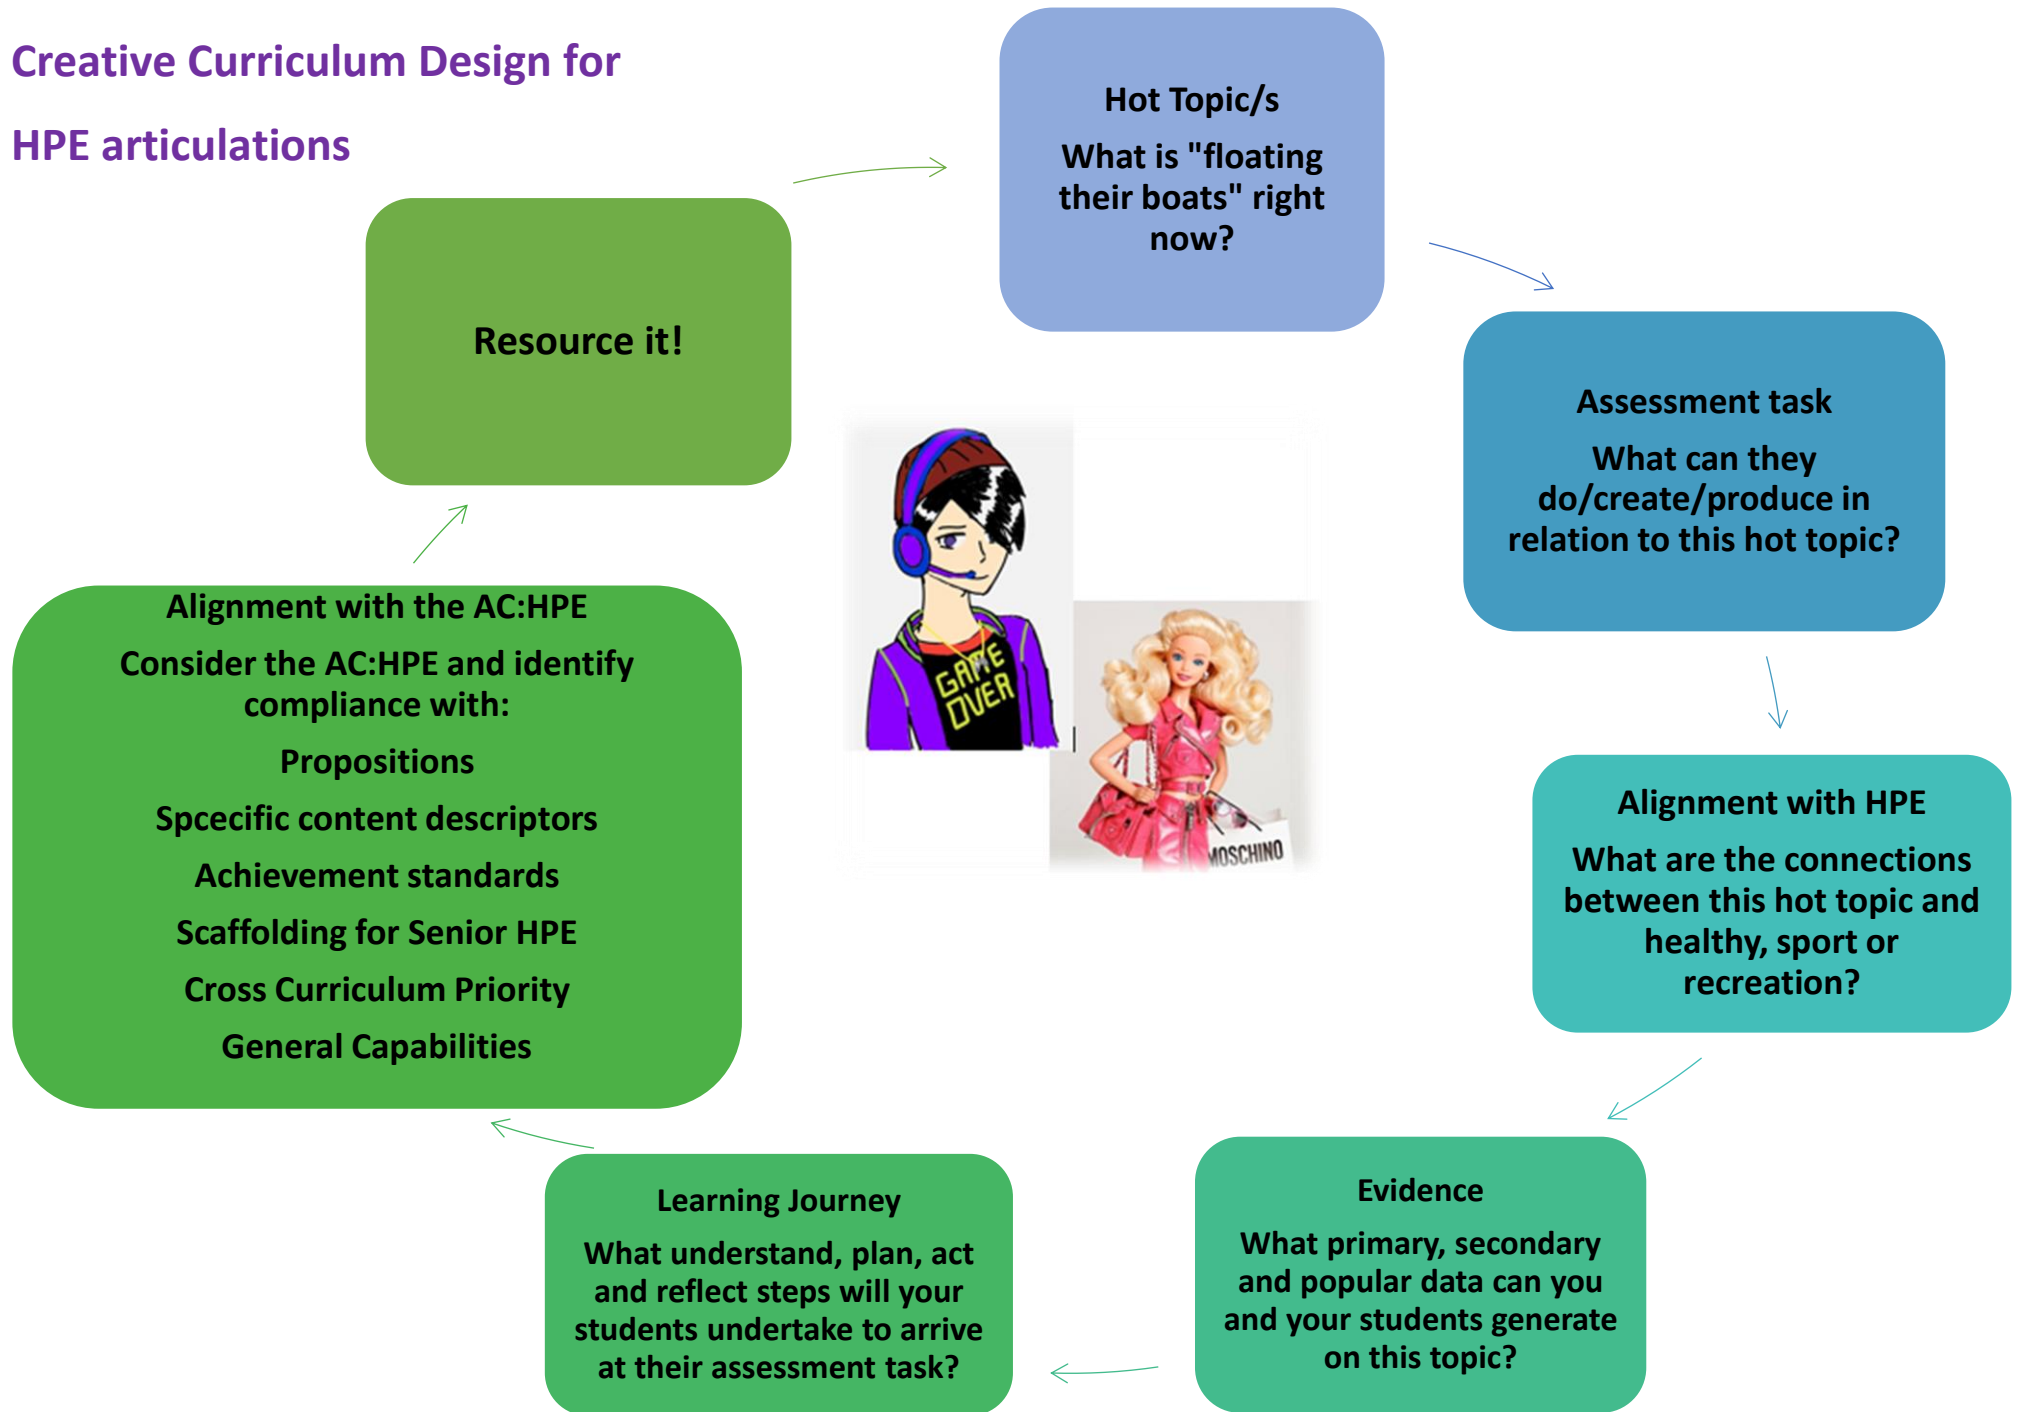 Creative Curriculum Design for
HPE articulations
Hot Topic/s
What is "floating
their boats" right
now?
Assessment task
What can they
do/create/produce in
relation to this hot topic?
Alignment with HPE
What are the connections
between this hot topic and
healthy, sport or
recreation?
Evidence
What primary, secondary
and popular data can you
and your students generate
on this topic?
Learning Journey
What understand, plan, act
and reflect steps will your
students undertake to arrive
at their assessment task?
Alignment with the AC:HPE
Consider the AC:HPE and identify
compliance with:
Propositions
Spcecific content descriptors
Achievement standards
Scaffolding for Senior HPE
Cross Curriculum Priority
General Capabilities
Resource it!
GAME
OVER
MOSCHINO